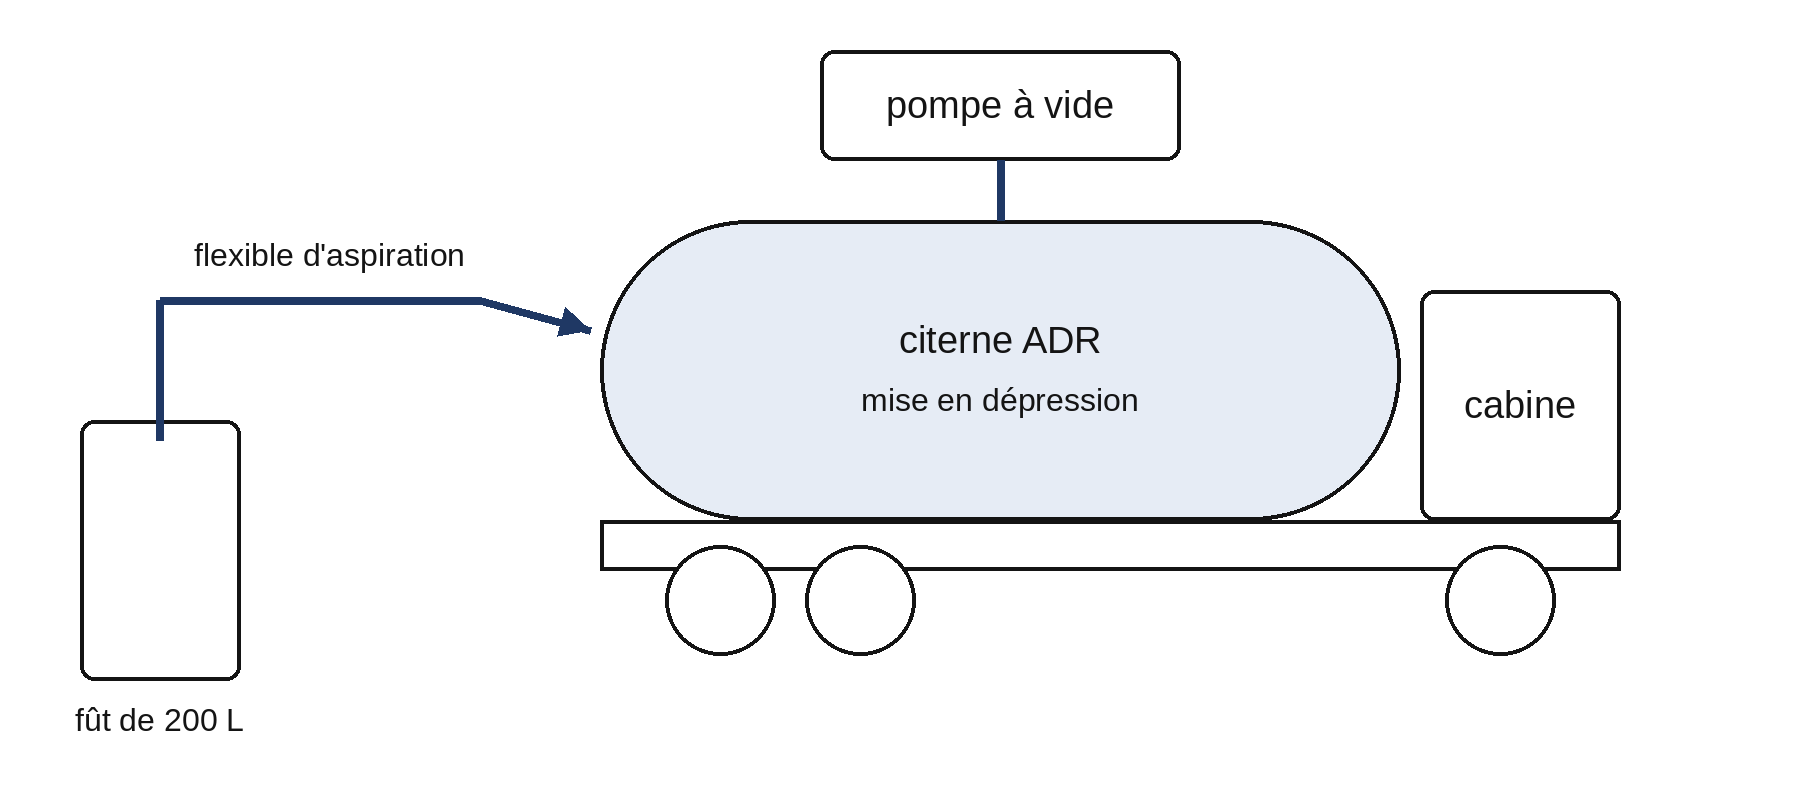 pompe à vide
flexible d'aspiration
citerne ADR
mise en dépression
cabine
fût de 200 L